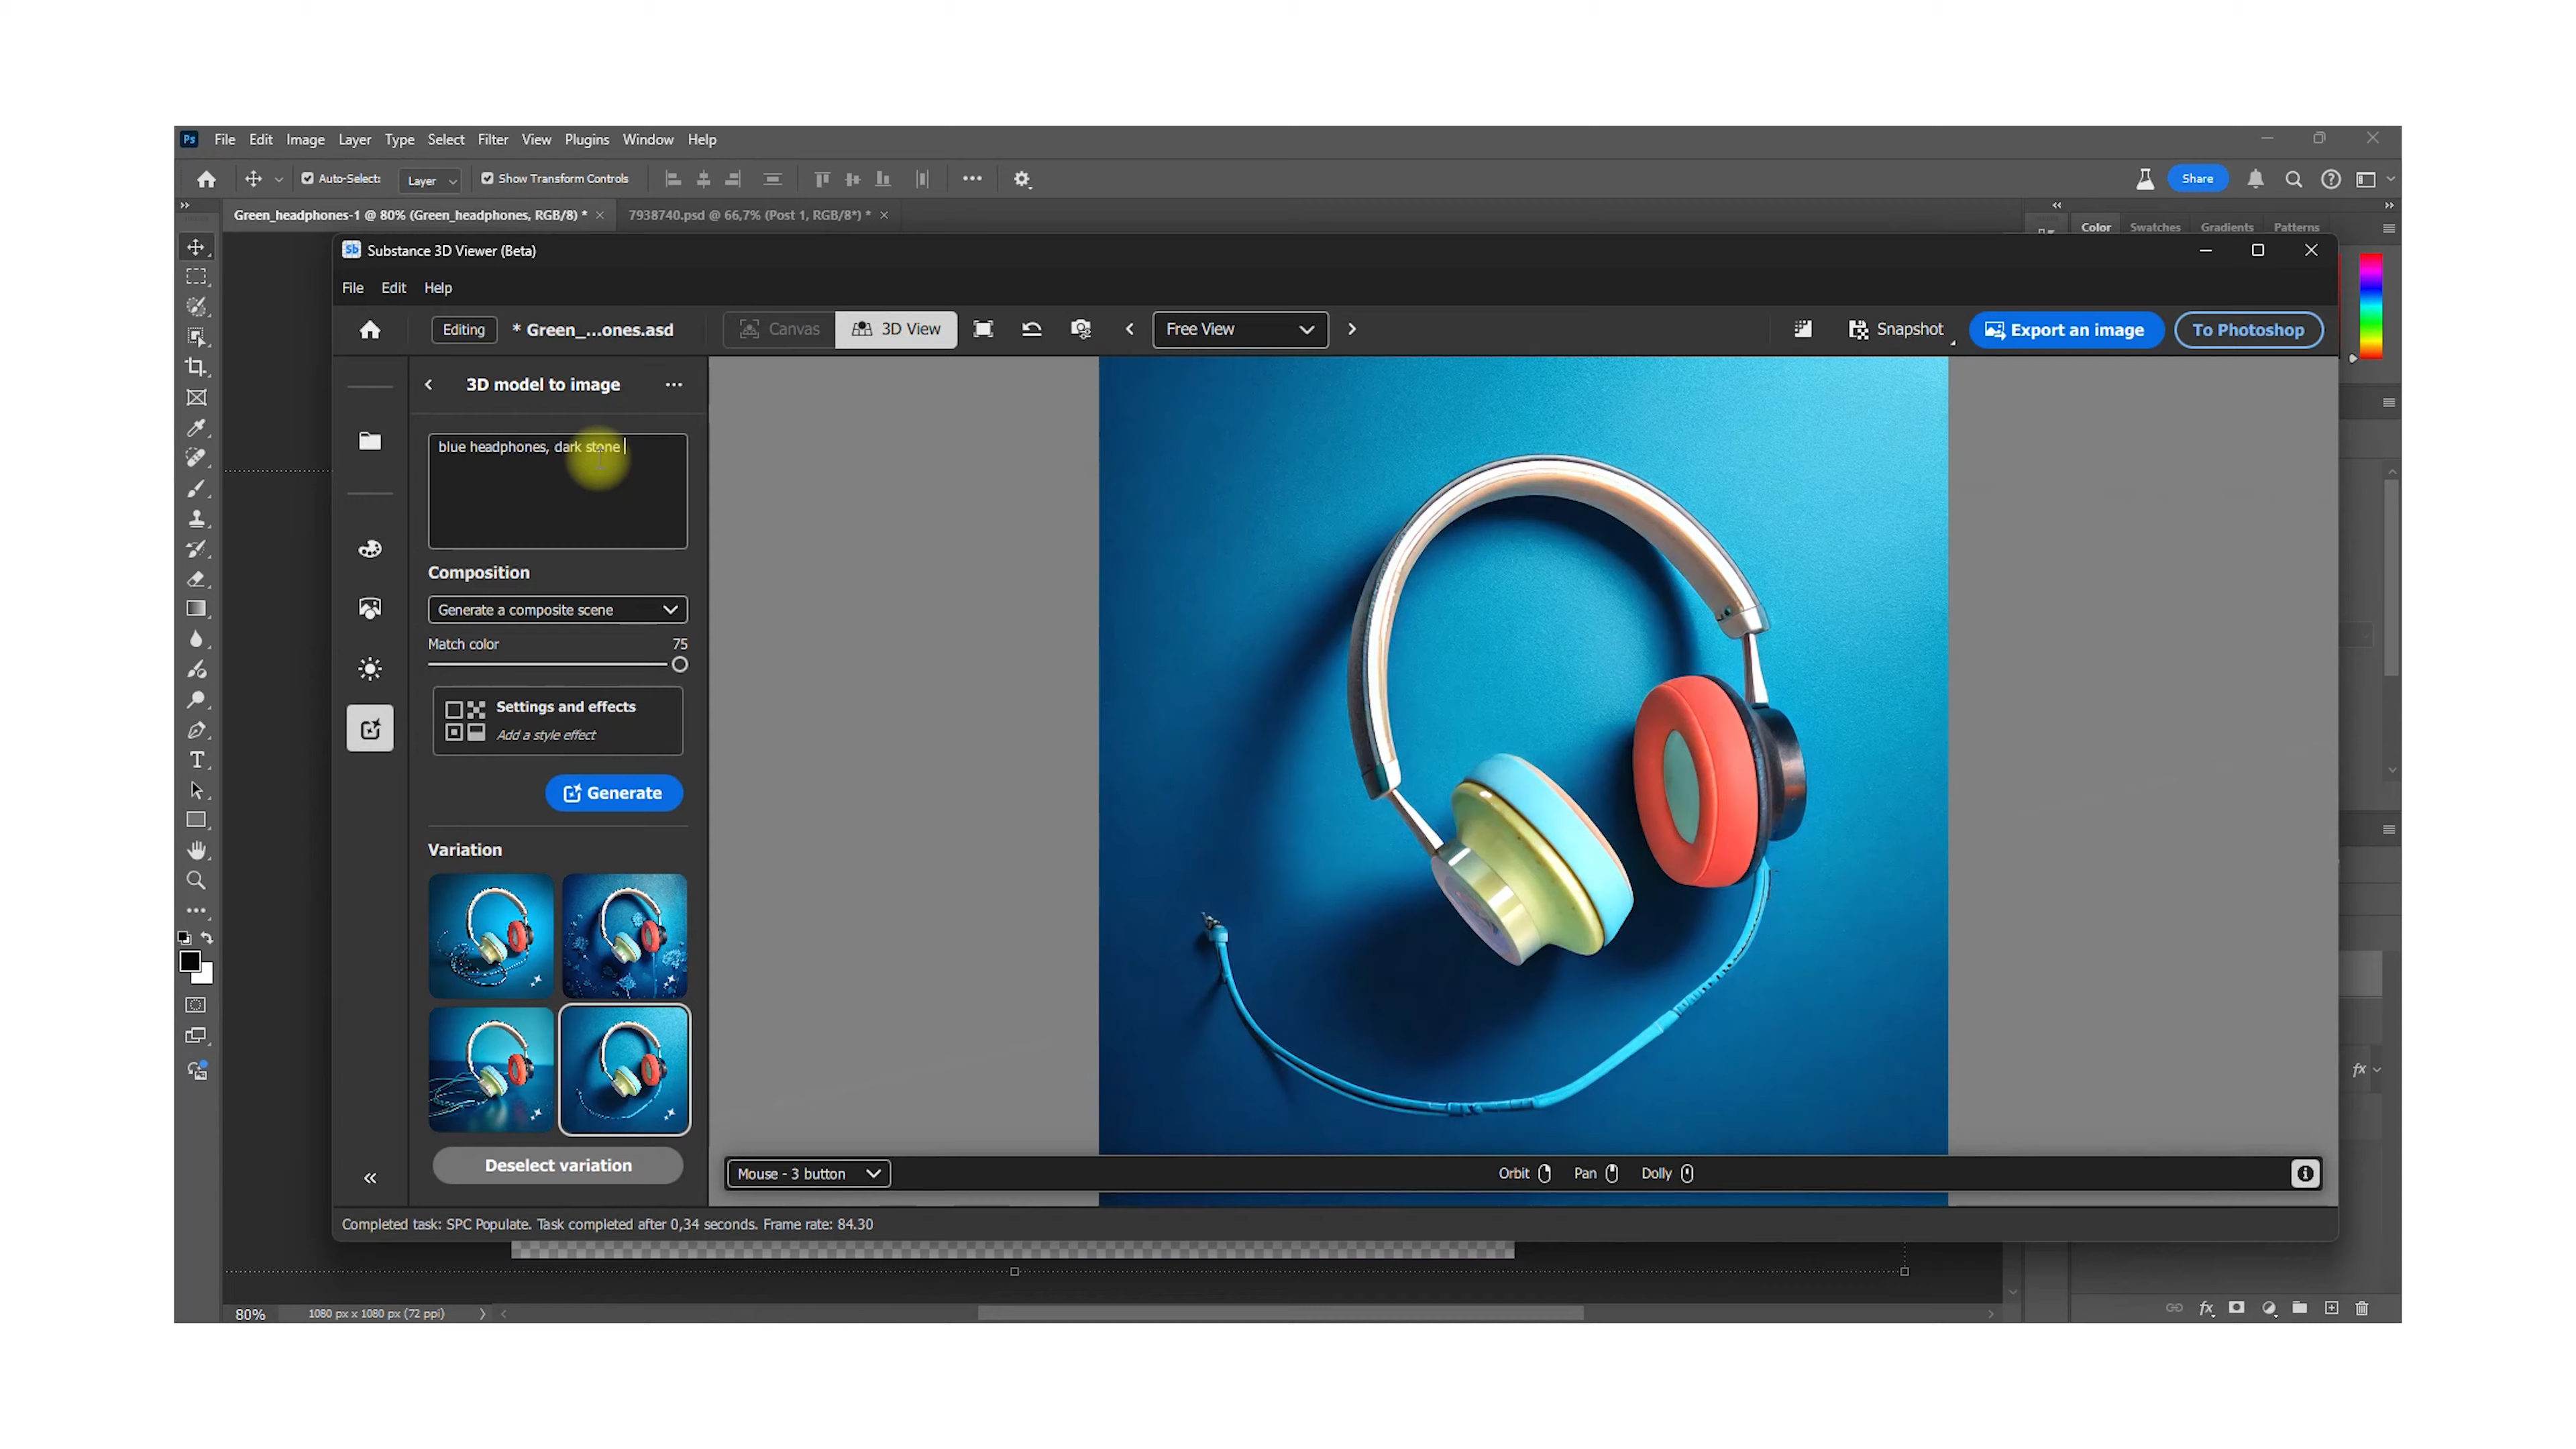 Ps File Edit Image Layer Type Select Filter View Plugins Window Help
Auto-Select: Layer Show Transform Controls Share
Green_headphones-1 @ 80% (Green_headphones, RGB/8) * × 7938740.psd @ 66,7% (Post 1, RGB/8*) * ×
Color Swatches Gradients Patterns
Sb Substance 3D Viewer (Beta)
File Edit Help
Editing * Green_...ones.asd Canvas 3D View Free View Snapshot Export an image To Photoshop
3D model to image
blue headphones, dark stone
Composition
Generate a composite scene
Match color 75
Settings and effects
Add a style effect
Generate
Variation
Deselect variation
Mouse - 3 button Orbit Pan Dolly
Completed task: SPC Populate. Task completed after 0,34 seconds. Frame rate: 84.30
fx
80% 1080 px x 1080 px (72 ppi) fx